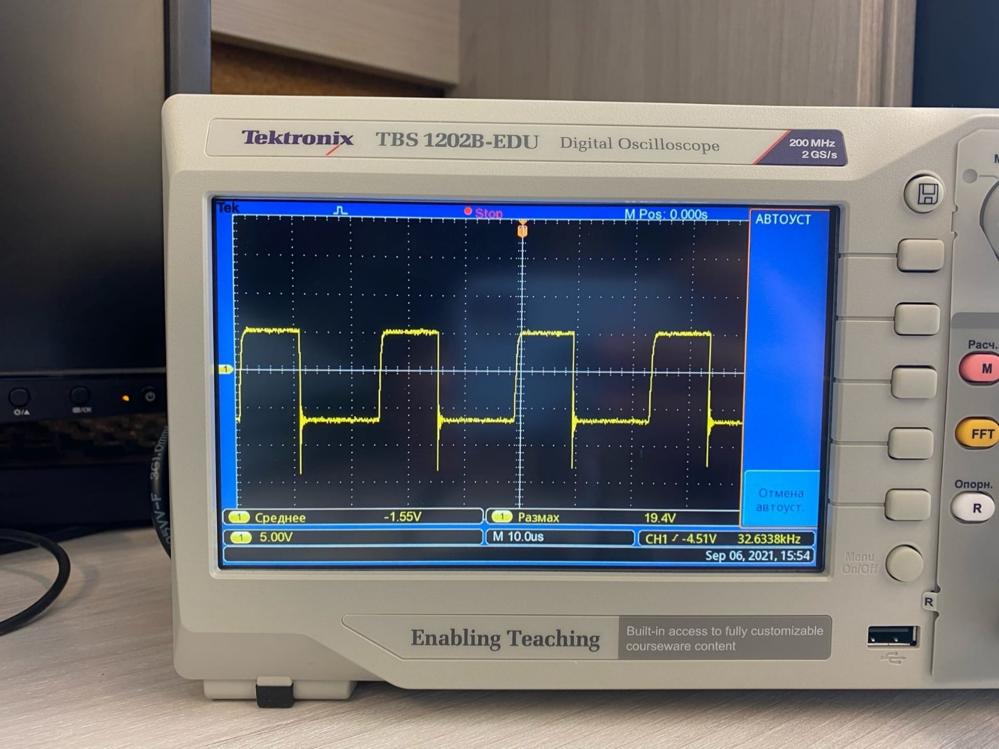 Tektronix TBS 1202B-EDU Digital Oscilloscope
200 MHz
2 GS/s
Tek Stop M Pos: 0.000s
АВТОУСТ
1
Отмена
автоуст.
1 Среднее -1.55V 1 Размах 19.4V
1 5.00V M 10.0us CH1 -4.51V 32.6338kHz
Sep 06, 2021, 15:54
Menu
On/Off
Расч.
M
FFT
Опорн.
R
R
Enabling Teaching
Built-in access to fully customizable
courseware content